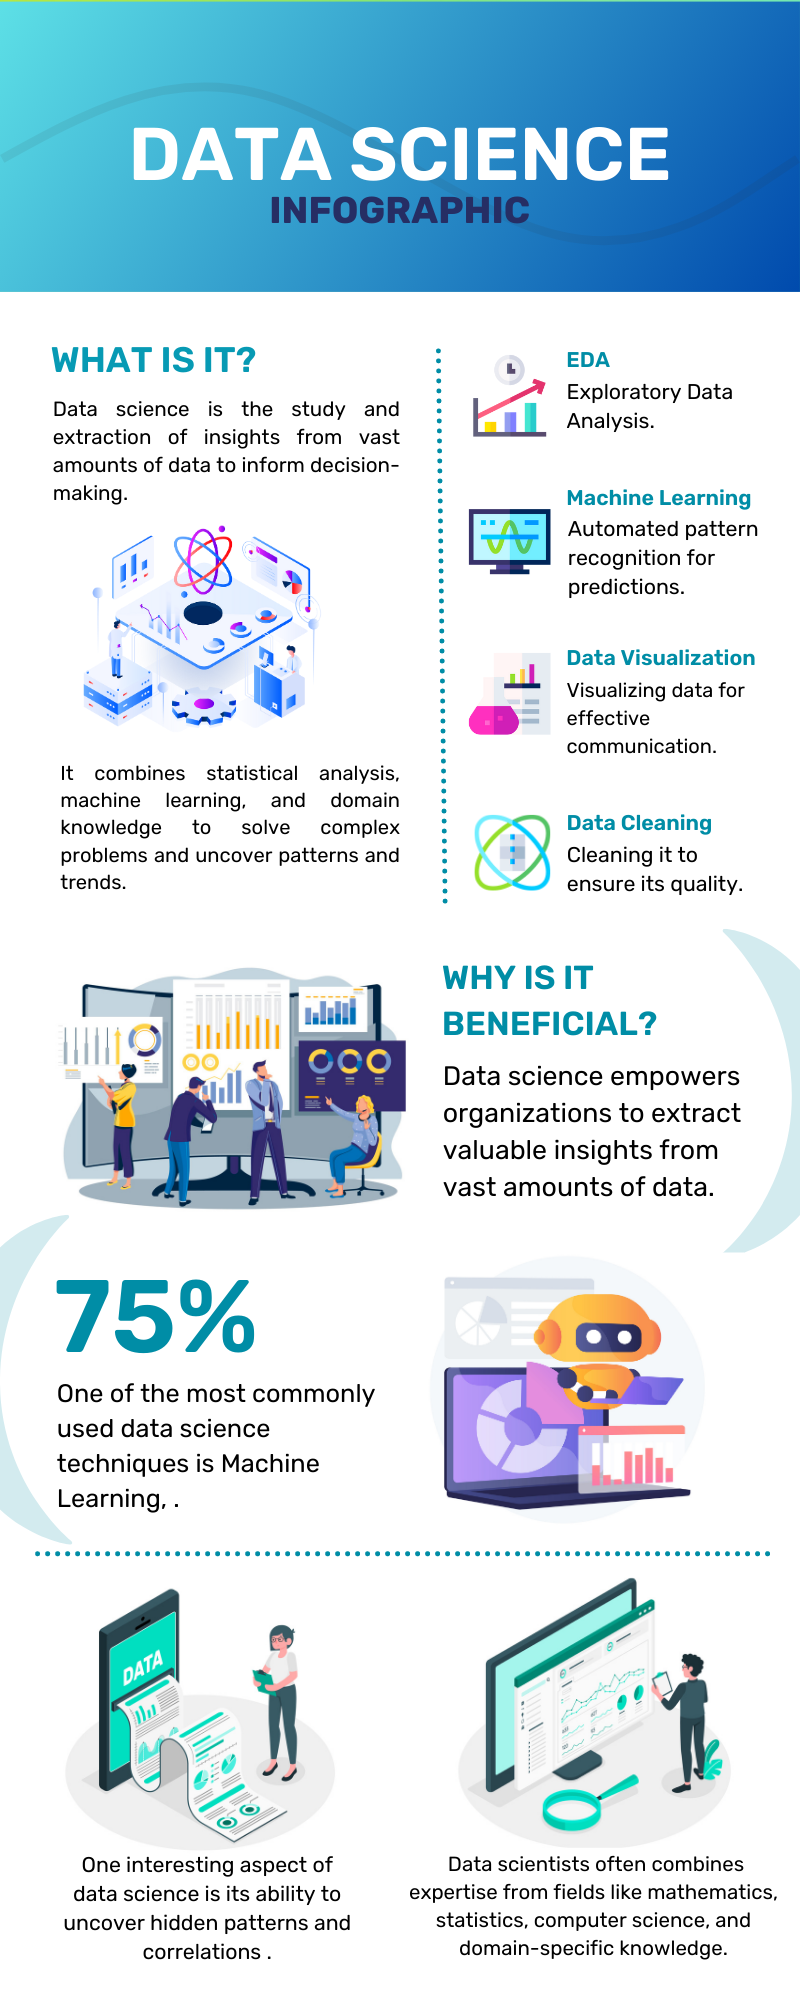 DATA SCIENCE
INFOGRAPHIC
WHAT IS IT?
Data science is the study and
extraction of insights from vast
amounts of data to inform decision-
making.
It combines statistical analysis,
machine learning, and domain
knowledge to solve complex
problems and uncover patterns and
trends.
EDA
Exploratory Data
Analysis.
Machine Learning
Automated pattern
recognition for
predictions.
Data Visualization
Visualizing data for
effective
communication.
Data Cleaning
Cleaning it to
ensure its quality.
WHY IS IT
BENEFICIAL?
Data science empowers
organizations to extract
valuable insights from
vast amounts of data.
75%
One of the most commonly
used data science
techniques is Machine
Learning, .
DATA
One interesting aspect of
data science is its ability to
uncover hidden patterns and
correlations .
Data scientists often combines
expertise from fields like mathematics,
statistics, computer science, and
domain-specific knowledge.